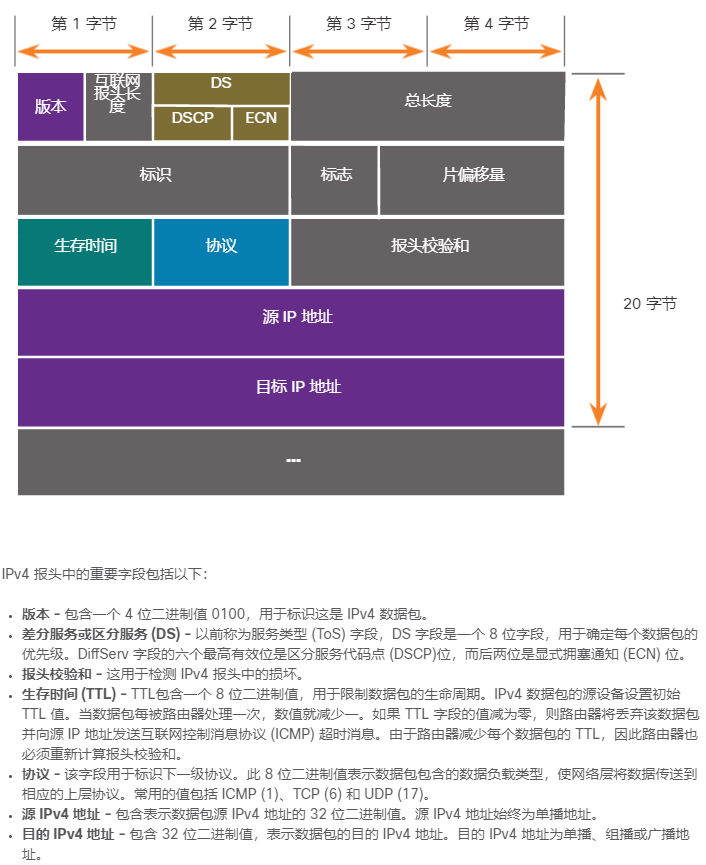 第 1 字节 第 2 字节 第 3 字节 第 4 字节
版本
互联网
报头长
度
DS
DSCP ECN
总长度
标识 标志 片偏移量
生存时间 协议 报头校验和
源 IP 地址
20 字节
目标 IP 地址
...
IPv4 报头中的重要字段包括以下：
• 版本 - 包含一个 4 位二进制值 0100，用于标识这是 IPv4 数据包。
• 差分服务或区分服务 (DS) - 以前称为服务类型 (ToS) 字段，DS 字段是一个 8 位字段，用于确定每个数据包的
优先级。DiffServ 字段的六个最高有效位是区分服务代码点 (DSCP)位，而后两位是显式拥塞通知 (ECN) 位。
• 报头校验和 - 这用于检测 IPv4 报头中的损坏。
• 生存时间 (TTL) - TTL包含一个 8 位二进制值，用于限制数据包的生命周期。IPv4 数据包的源设备设置初始
TTL 值。当数据包每被路由器处理一次，数值就减少一。如果 TTL 字段的值减为零，则路由器将丢弃该数据包
并向源 IP 地址发送互联网控制消息协议 (ICMP) 超时消息。由于路由器减少每个数据包的 TTL，因此路由器也
必须重新计算报头校验和。
• 协议 - 该字段用于标识下一级协议。此 8 位二进制值表示数据包包含的数据负载类型，使网络层将数据传送到
相应的上层协议。常用的值包括 ICMP (1)、TCP (6) 和 UDP (17)。
• 源 IPv4 地址 - 包含表示数据包源 IPv4 地址的 32 位二进制值。源 IPv4 地址始终为单播地址。
• 目的 IPv4 地址 - 包含 32 位二进制值，表示数据包的目的 IPv4 地址。目的 IPv4 地址为单播、组播或广播地
址。